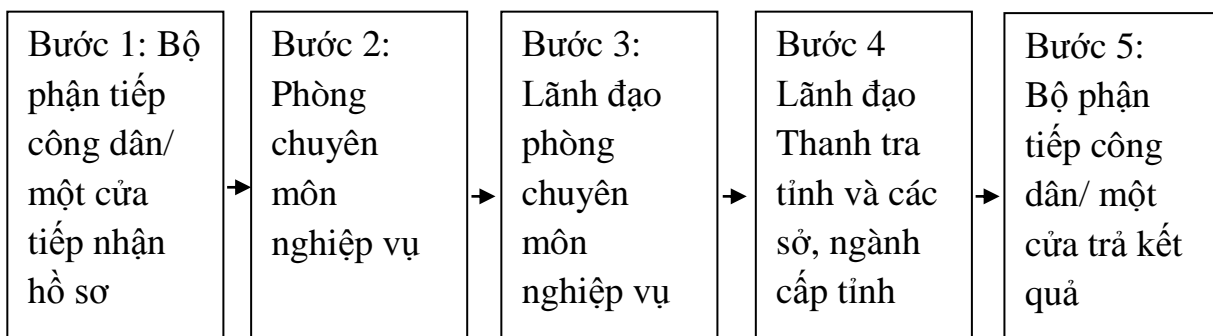 Bước 1: Bộ
phận tiếp
công dân/
một cửa
tiếp nhận
hồ sơ
Bước 2:
Phòng
chuyên
môn
nghiệp vụ
Bước 3:
Lãnh đạo
phòng
chuyên
môn
nghiệp vụ
Bước 4
Lãnh đạo
Thanh tra
tỉnh và các
sở, ngành
cấp tỉnh
Bước 5:
Bộ phận
tiếp công
dân/ một
cửa trả kết
quả